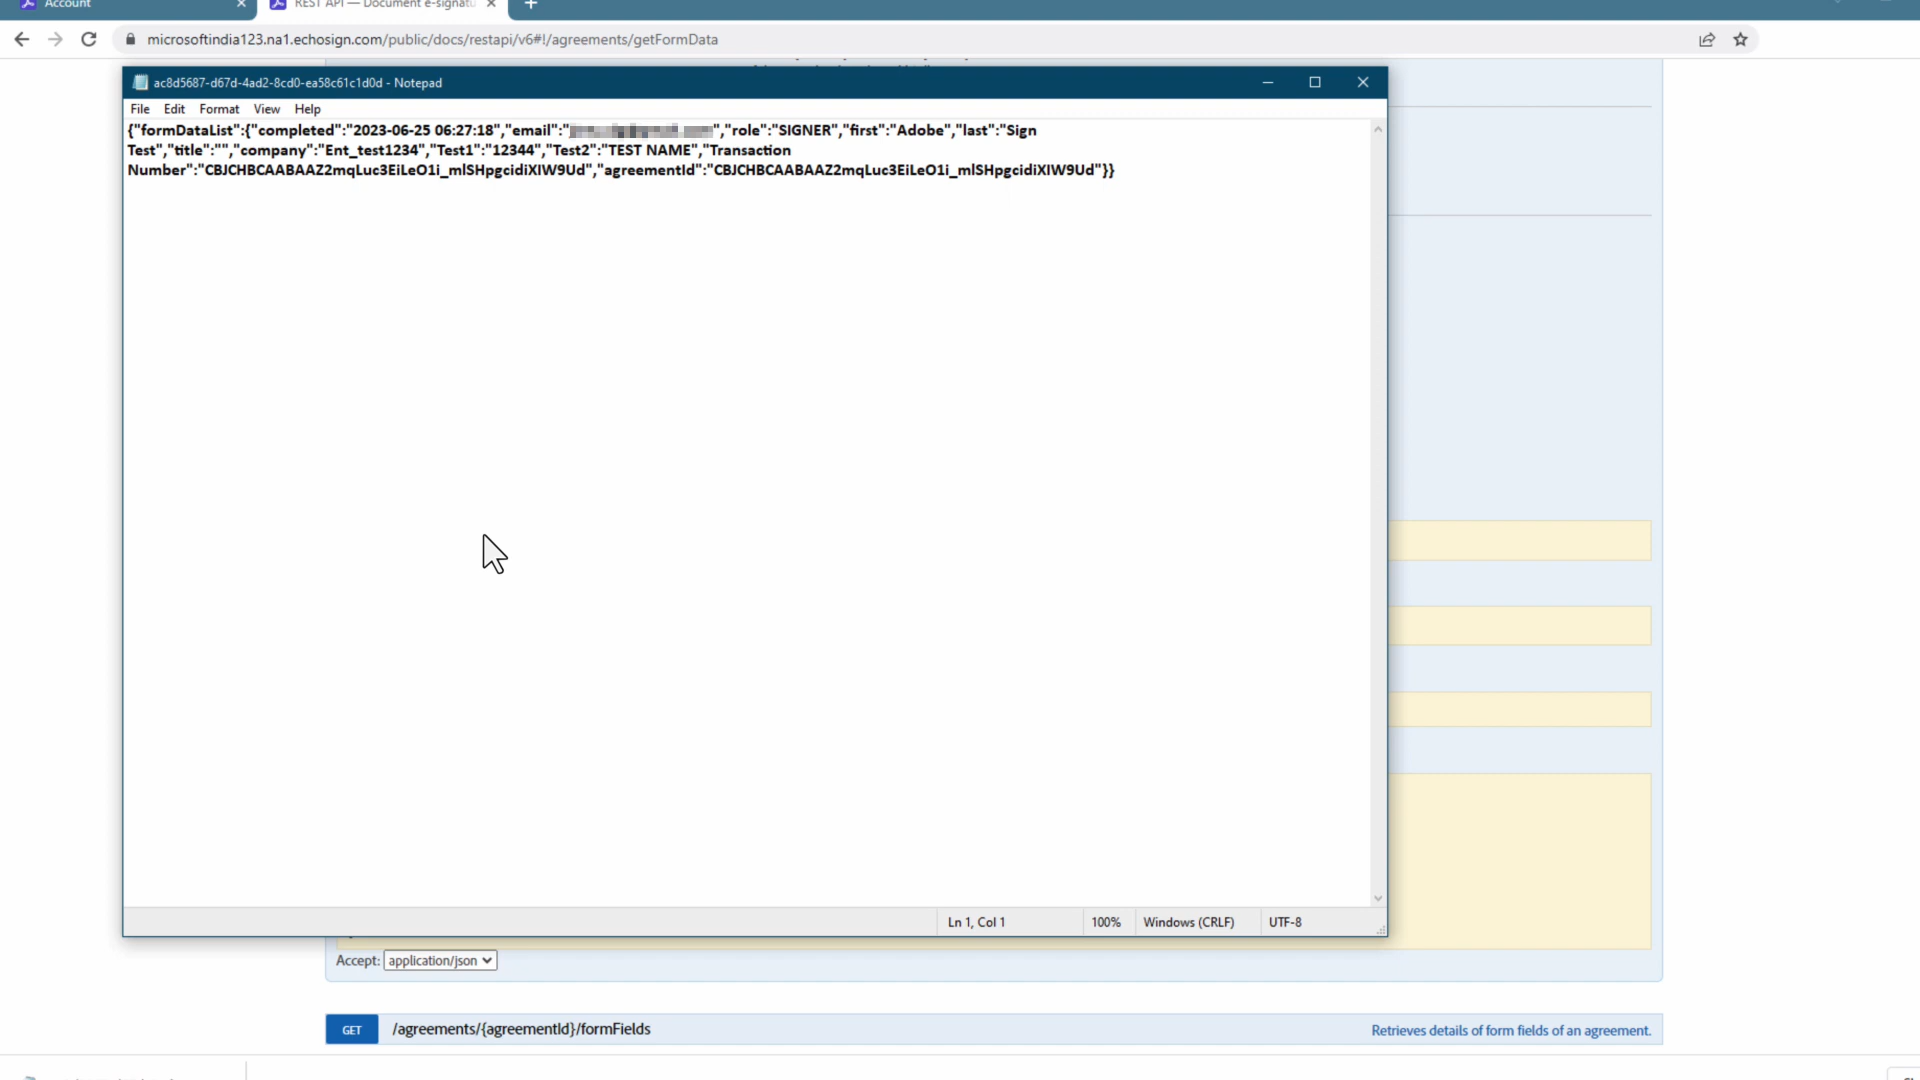 Account
REST API — Document e-signatu
microsoftindia123.na1.echosign.com/public/docs/restapi/v6#!/agreements/getFormData
ac8d5687-d67d-4ad2-8cd0-ea58c61c1d0d - Notepad
File Edit Format View Help
{"formDataList":{"completed":"2023-06-25 06:27:18","email":" ","role":"SIGNER","first":"Adobe","last":"Sign
Test","title":"","company":"Ent_test1234","Test1":"12344","Test2":"TEST NAME","Transaction
Number":"CBJCHBCAABAAZ2mqLuc3EiLeO1i_mlSHpgcidiXIW9Ud","agreementId":"CBJCHBCAABAAZ2mqLuc3EiLeO1i_mlSHpgcidiXIW9Ud"}}
Ln 1, Col 1 100% Windows (CRLF) UTF-8
Accept: application/json
GET /agreements/{agreementId}/formFields Retrieves details of form fields of an agreement.